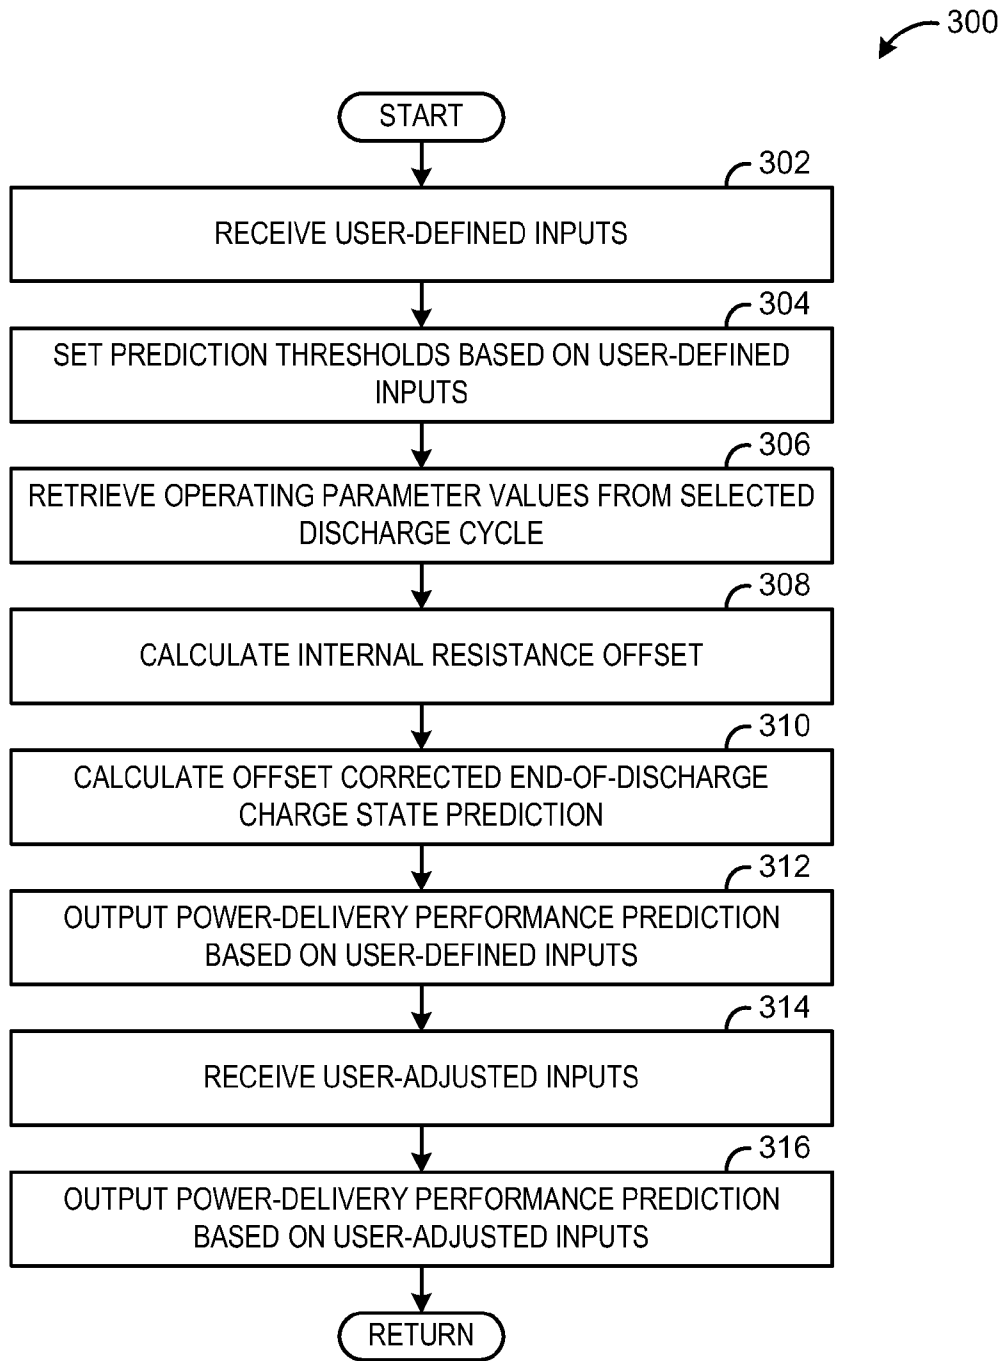 300
START
302
RECEIVE USER-DEFINED INPUTS
304
SET PREDICTION THRESHOLDS BASED ON USER-DEFINED
INPUTS
306
RETRIEVE OPERATING PARAMETER VALUES FROM SELECTED
DISCHARGE CYCLE
308
CALCULATE INTERNAL RESISTANCE OFFSET
310
CALCULATE OFFSET CORRECTED END-OF-DISCHARGE
CHARGE STATE PREDICTION
312
OUTPUT POWER-DELIVERY PERFORMANCE PREDICTION
BASED ON USER-DEFINED INPUTS
314
RECEIVE USER-ADJUSTED INPUTS
316
OUTPUT POWER-DELIVERY PERFORMANCE PREDICTION
BASED ON USER-ADJUSTED INPUTS
RETURN